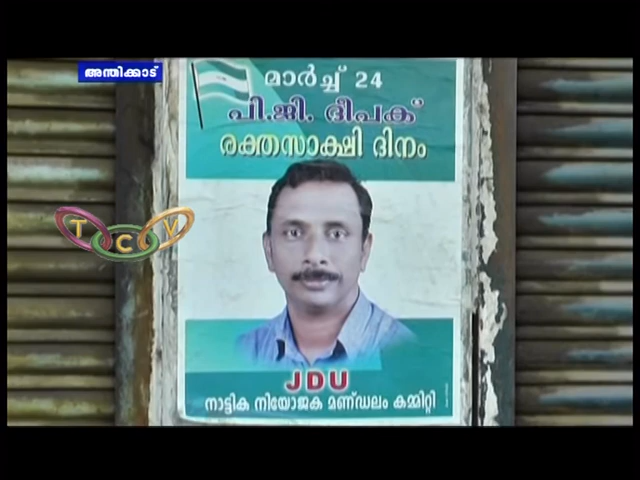 അന്തിക്കാട്
മാർച്ച് 24
പി.ജി. ദീപക്
രക്തസാക്ഷി ദിനം
TCV
JDU
നാട്ടിക നിയോജക മണ്ഡലം കമ്മിറ്റി